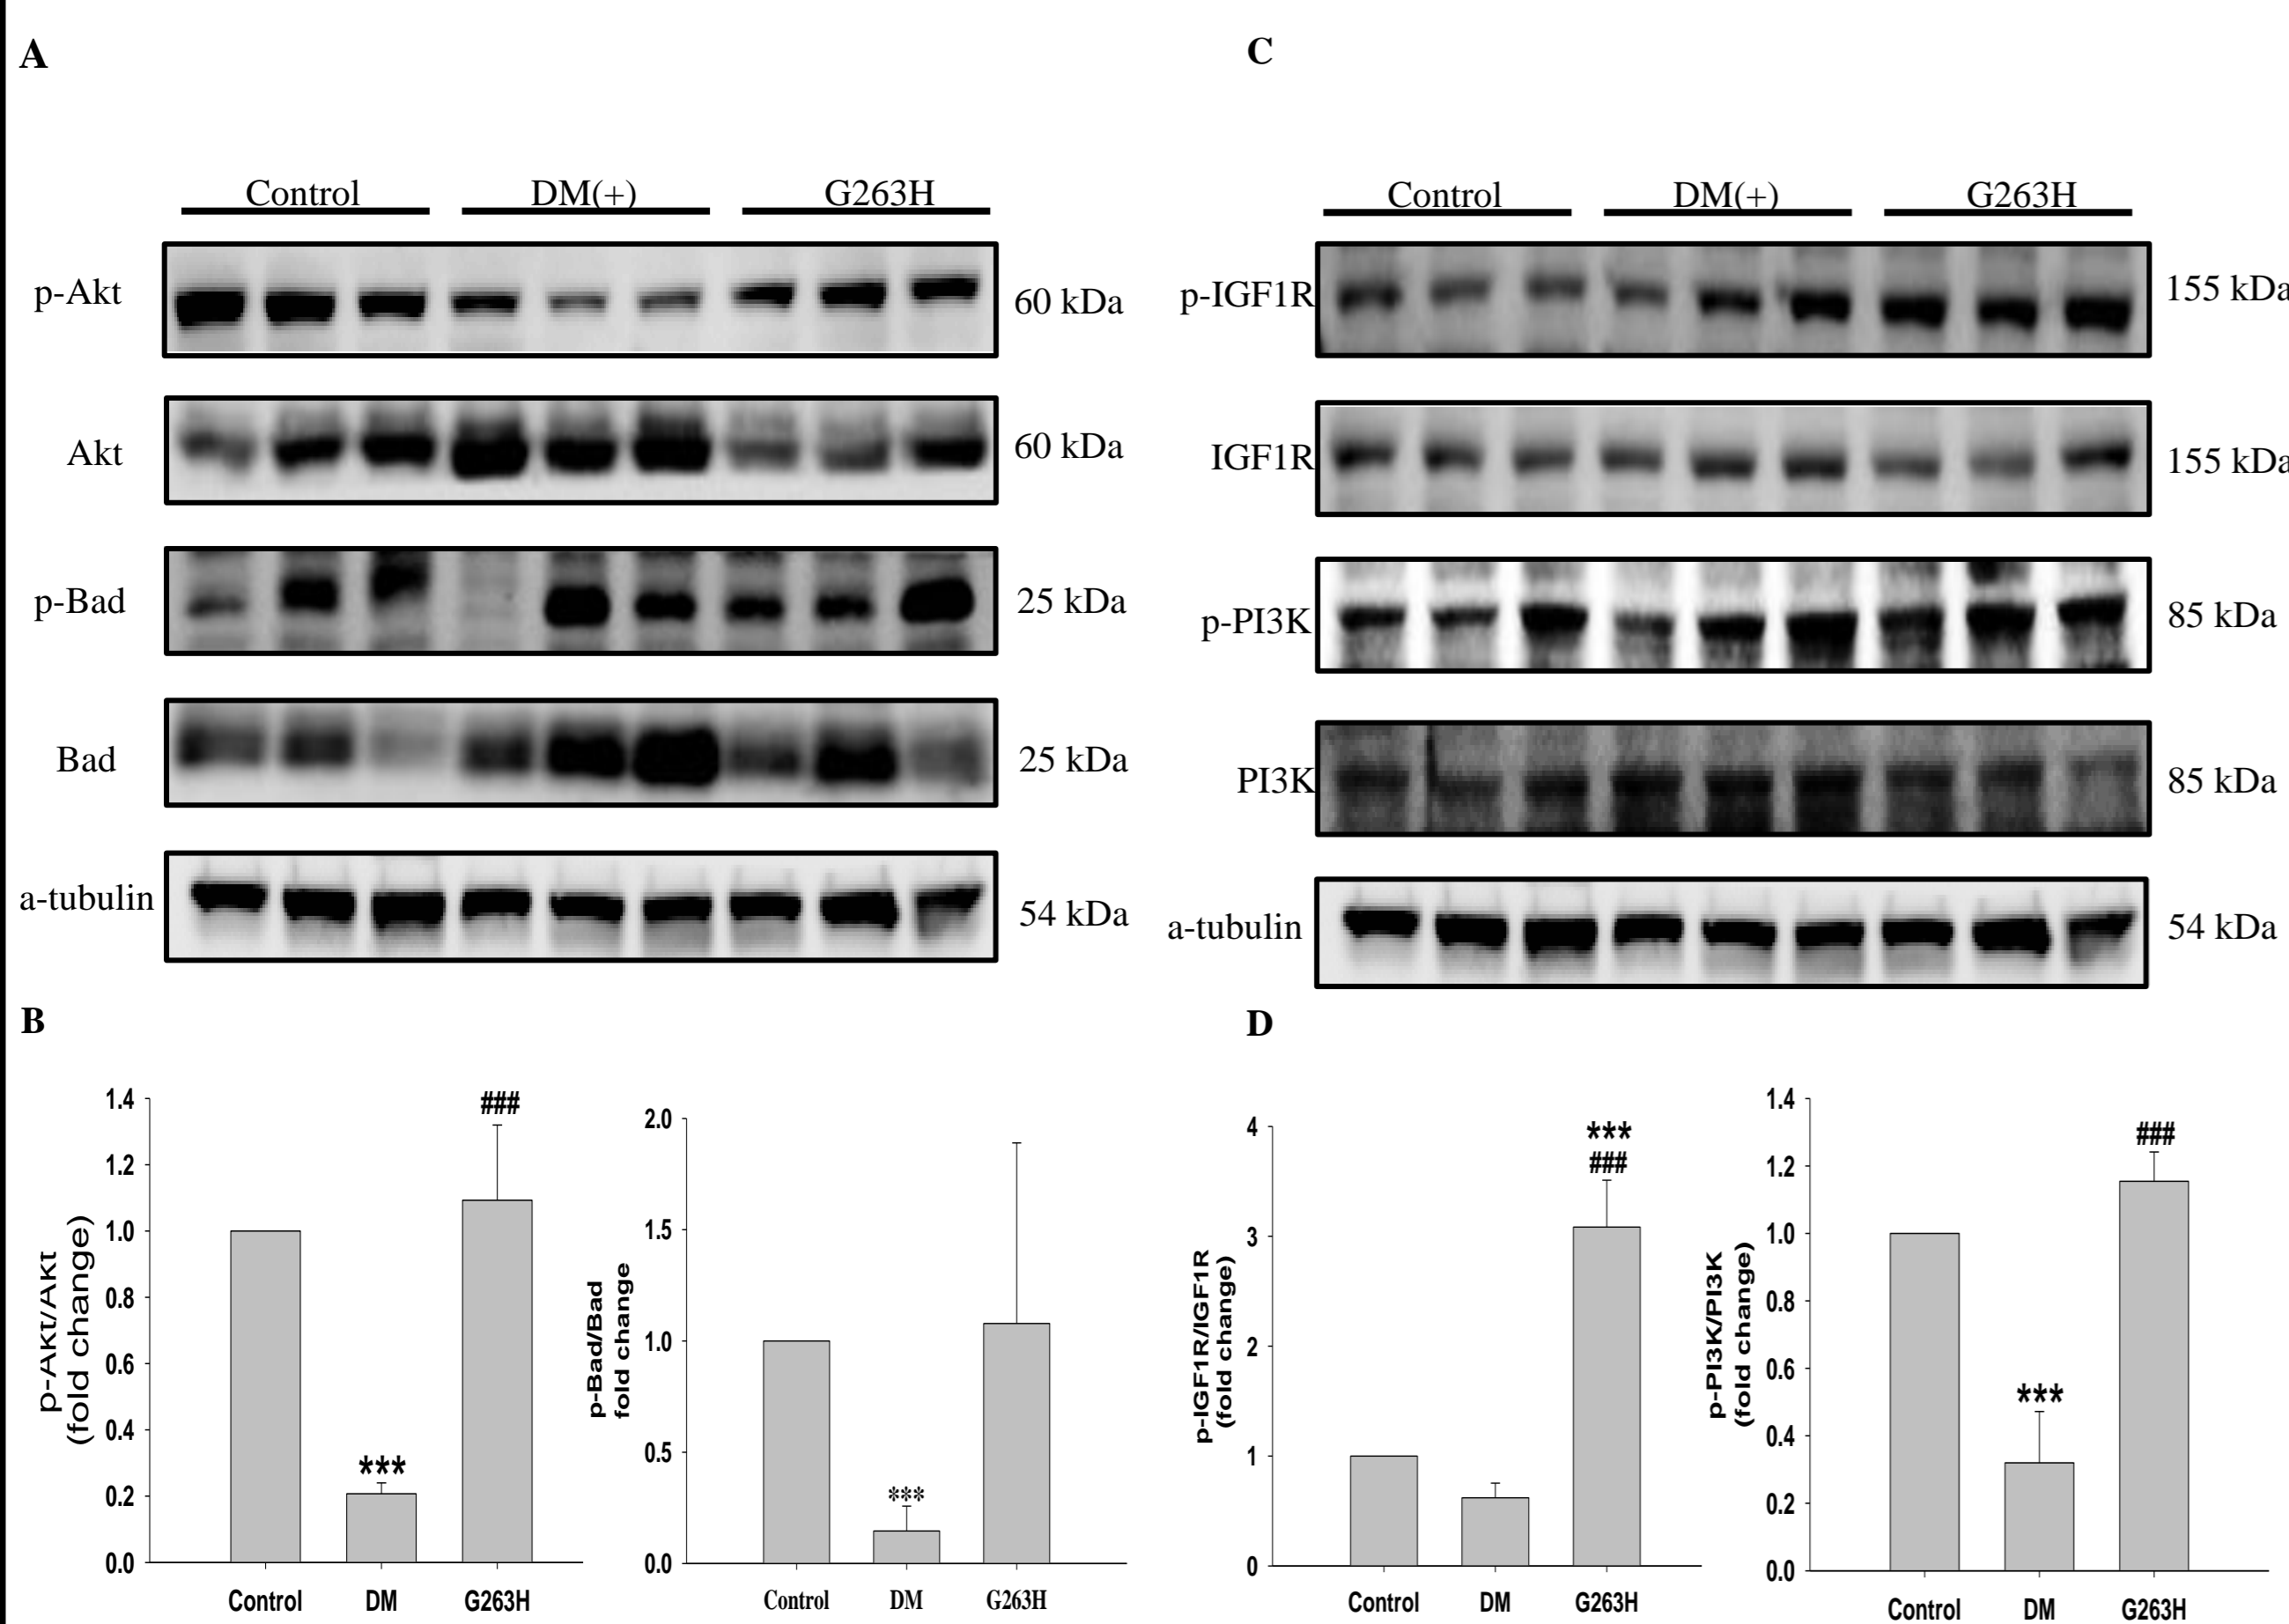 A
Control DM(+) G263H
p-Akt 60 kDa
Akt 60 kDa
p-Bad 25 kDa
Bad 25 kDa
a-tubulin 54 kDa
C
Control DM(+) G263H
p-IGF1R 155 kDa
IGF1R 155 kDa
p-PI3K 85 kDa
PI3K 85 kDa
a-tubulin 54 kDa
B
p-AKt/AKt
(fold change)
1.4
1.2
1.0
0.8
0.6
0.4
0.2
0.0
***
###
Control DM G263H
p-Bad/Bad
fold change
2.0
1.5
1.0
0.5
0.0
***
Control DM G263H
D
p-IGF1R/IGF1R
(fold change)
4
3
2
1
0
***
###
Control DM G263H
p-PI3K/PI3K
(fold change)
1.4
1.2
1.0
0.8
0.6
0.4
0.2
0.0
***
###
Control DM G263H